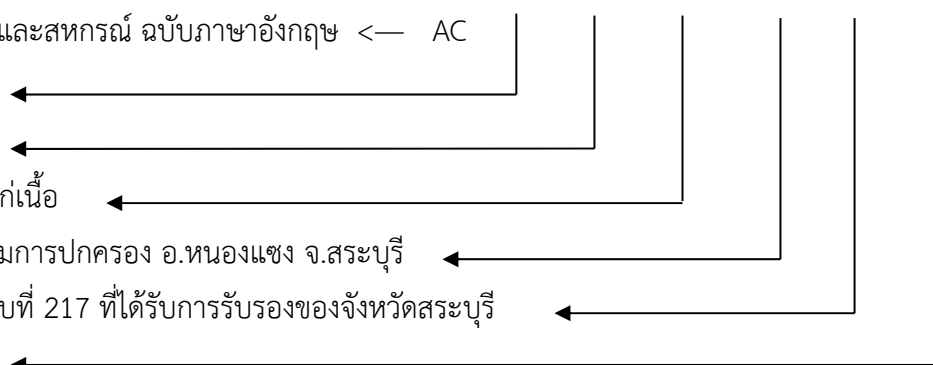 และสหกรณ์ ฉบับภาษาอังกฤษ <— AC
ก่เนื้อ
มการปกครอง อ.หนองแซง จ.สระบุรี
บที่ 217 ที่ได้รับการรับรองของจังหวัดสระบุรี